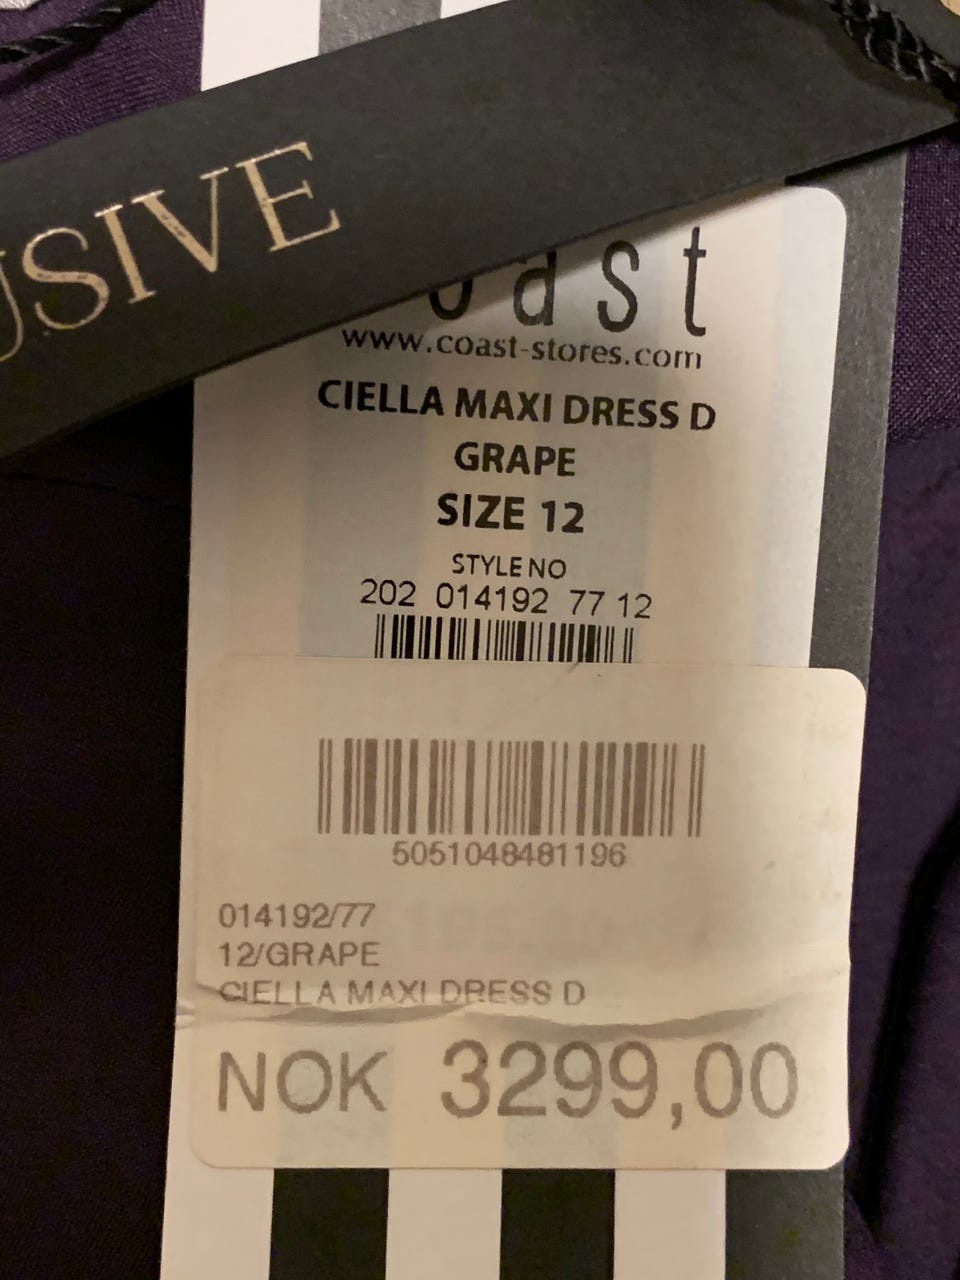 USIVE
oast
www.coast-stores.com
CIELLA MAXI DRESS D
GRAPE
SIZE 12
STYLE NO
202 014192 77 12
5051048481196
014192/77
12/GRAPE
CIELLA MAXI DRESS D
NOK 3299,00